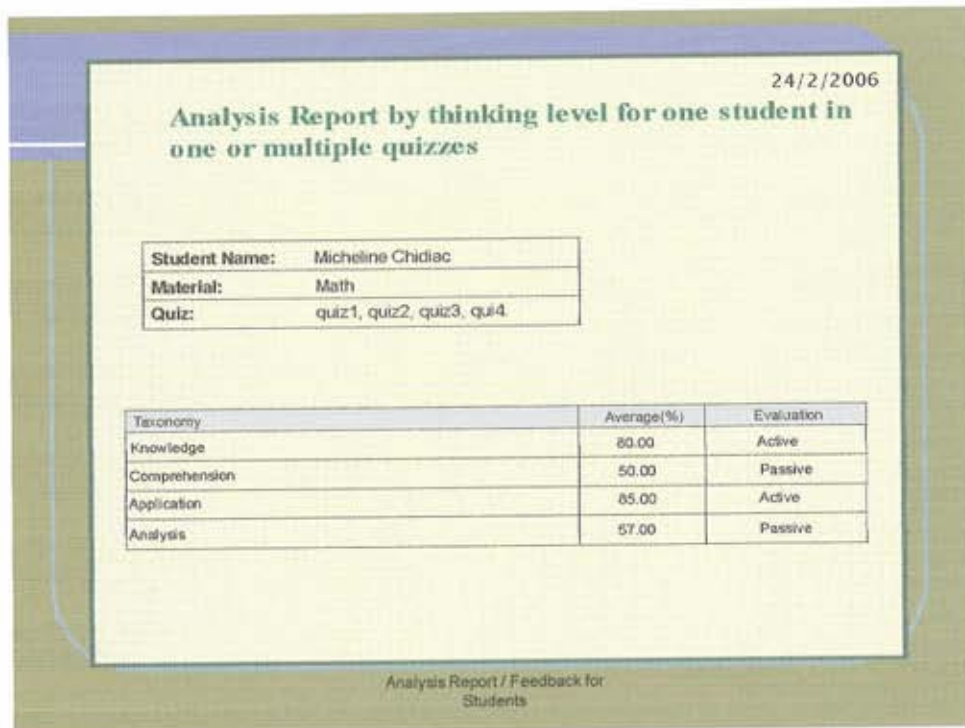 24/2/2006
Analysis Report by thinking level for one student in
one or multiple quizzes
Student Name: Micheline Chidiac
Material: Math
Quiz: quiz1, quiz2, quiz3, qui4
Taxonomy Average(%) Evaluation
Knowledge 80.00 Active
Comprehension 50.00 Passive
Application 85.00 Active
Analysis 57.00 Passive
Analysis Report / Feedback for
Students